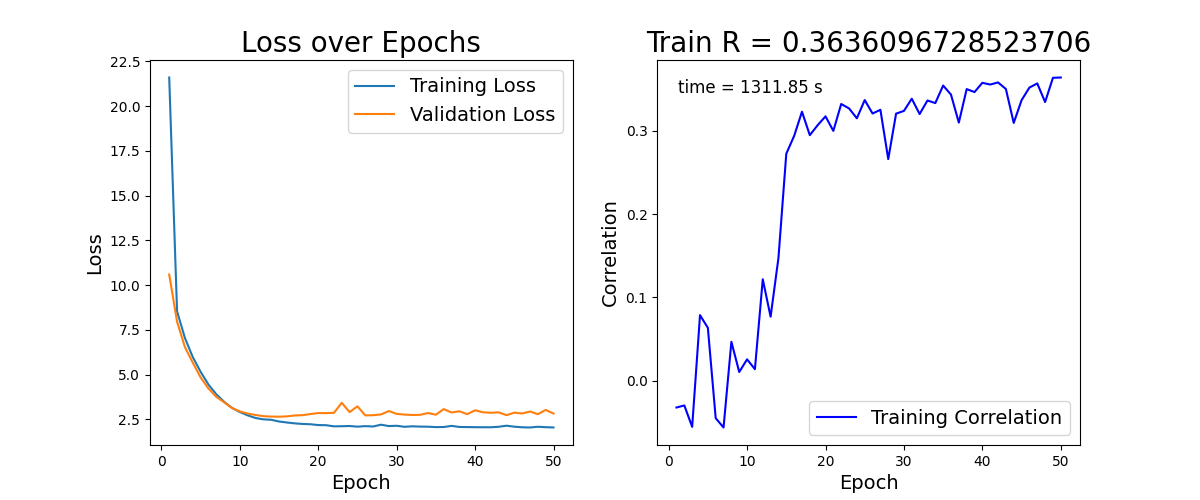 Loss over Epochs
22.5
20.0
17.5
15.0
12.5
10.0
7.5
5.0
2.5
Loss
Training Loss
Validation Loss
0 10 20 30 40 50
Epoch
Train R = 0.3636096728523706
time = 1311.85 s
0.3
0.2
0.1
0.0
Correlation
Training Correlation
0 10 20 30 40 50
Epoch